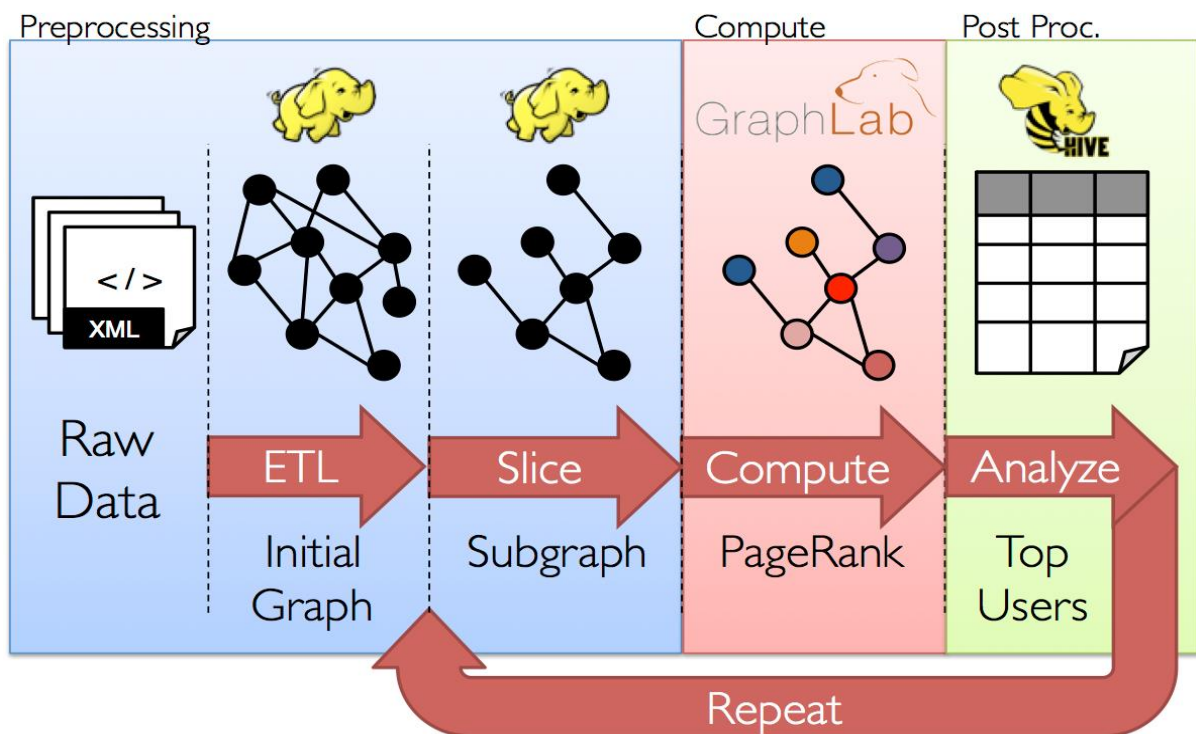 Preprocessing
Compute
Post Proc.
GraphLab
HIVE
< / >
XML
Raw
Data
ETL
Slice
Compute
Analyze
Initial
Graph
Subgraph
PageRank
Top
Users
Repeat